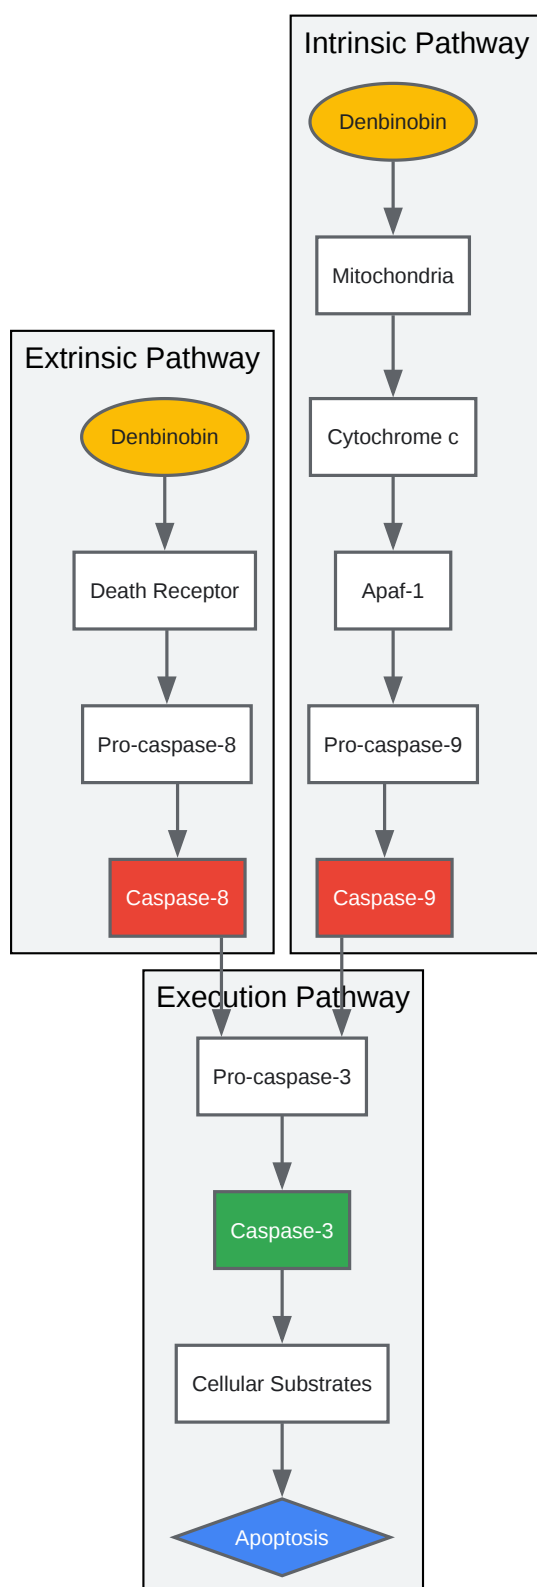 Intrinsic Pathway
Denbinobin
Mitochondria
Cytochrome c
Apaf-1
Pro-caspase-9
Caspase-9
Extrinsic Pathway
Denbinobin
Death Receptor
Pro-caspase-8
Caspase-8
Execution Pathway
Pro-caspase-3
Caspase-3
Cellular Substrates
Apoptosis